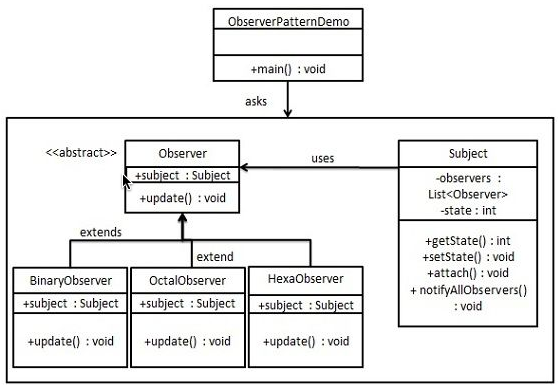 ObserverPatternDemo
+main() : void
asks
<<abstract>>
Observer
+subject : Subject
+update() : void
uses
Subject
-observers :
List<Observer>
-state : int
+getState() : int
+setState() : void
+attach() : void
+ notifyAllObservers()
: void
extends
extend
BinaryObserver
+subject : Subject
+update() : void
OctalObserver
+subject : Subject
+update() : void
HexaObserver
+subject : Subject
+update() : void